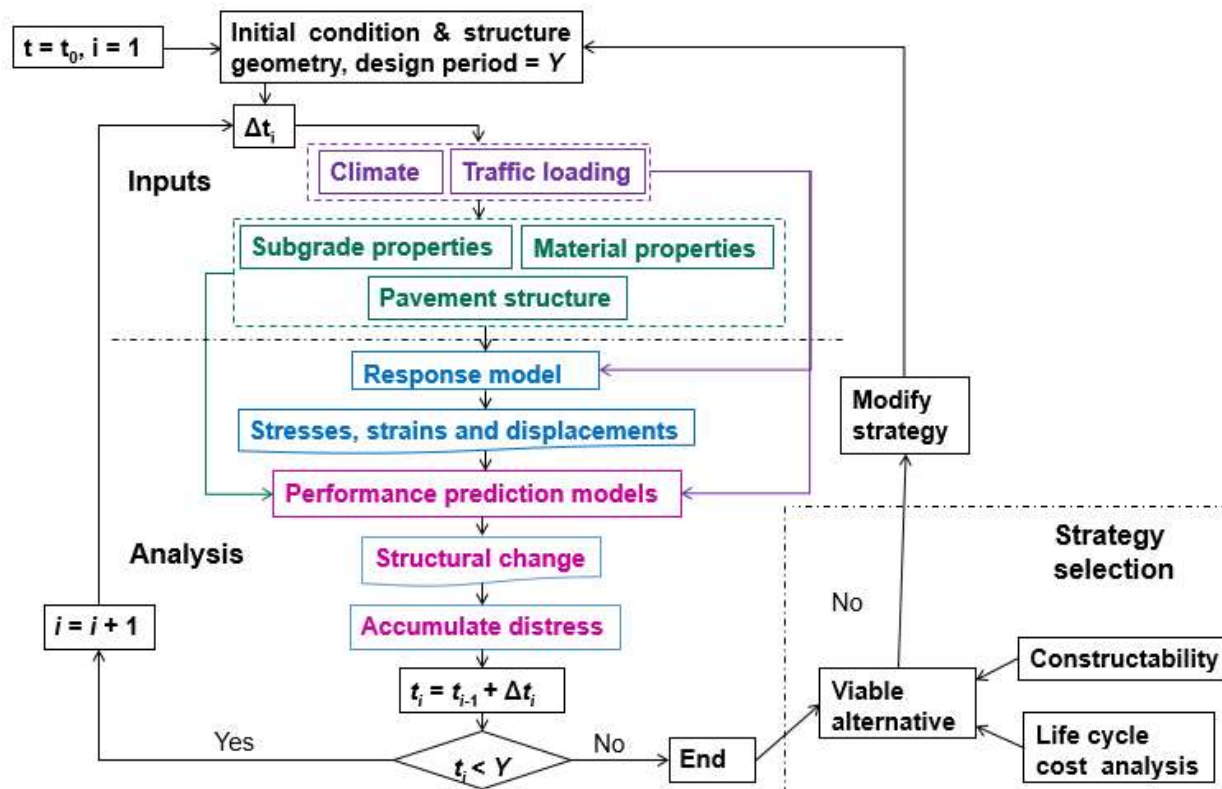 t = t₀, i = 1
Initial condition & structure
geometry, design period = Y
Δtᵢ
Inputs
Climate
Traffic loading
Subgrade properties
Material properties
Pavement structure
Response model
Stresses, strains and displacements
Performance prediction models
Analysis
Structural change
Accumulate distress
i = i + 1
tᵢ = tᵢ₋₁ + Δtᵢ
Yes
tᵢ < Y
No
End
Modify
strategy
Strategy
selection
No
Viable
alternative
Constructability
Life cycle
cost analysis